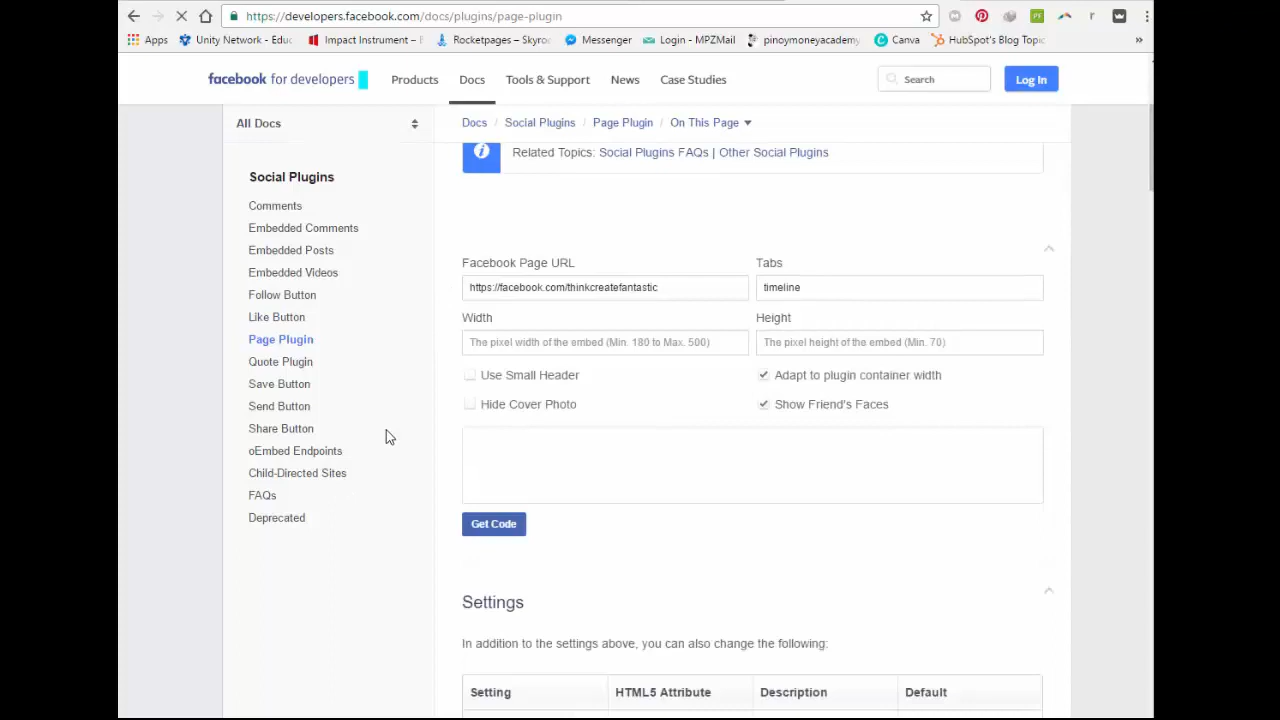 https://developers.facebook.com/docs/plugins/page-plugin
Apps Unity Network - Educ Impact Instrument – I Rocketpages – Skyroc Messenger Login - MPZMail pinoymoneyacademy Canva HubSpot's Blog Topic »
facebook for developers Products Docs Tools & Support News Case Studies Search Log In
All Docs
Docs / Social Plugins / Page Plugin / On This Page
Related Topics: Social Plugins FAQs | Other Social Plugins
Social Plugins
Comments
Embedded Comments
Embedded Posts
Embedded Videos
Follow Button
Like Button
Page Plugin
Quote Plugin
Save Button
Send Button
Share Button
oEmbed Endpoints
Child-Directed Sites
FAQs
Deprecated
Facebook Page URL Tabs
https://facebook.com/thinkcreatefantastic timeline
Width Height
The pixel width of the embed (Min. 180 to Max. 500) The pixel height of the embed (Min. 70)
Use Small Header Adapt to plugin container width
Hide Cover Photo Show Friend's Faces
Get Code
Settings
In addition to the settings above, you can also change the following:
Setting HTML5 Attribute Description Default